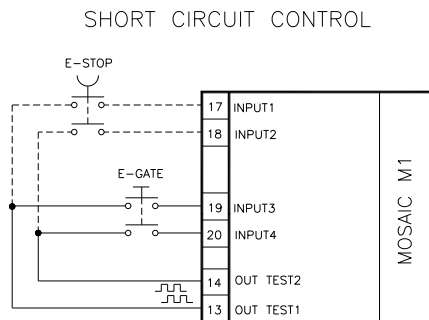 SHORT CIRCUIT CONTROL
E-STOP
17 INPUT1
18 INPUT2
E-GATE
19 INPUT3
20 INPUT4
14 OUT TEST2
13 OUT TEST1
MOSAIC M1